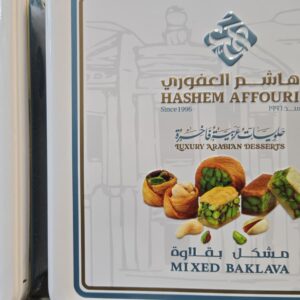 هاشم العفوري
HASHEM AFFOURI
Since 1996
حلويات عربية فاخرة
LUXURY ARABIAN DESSERTS
مشكل بقلاوة
MIXED BAKLAVA